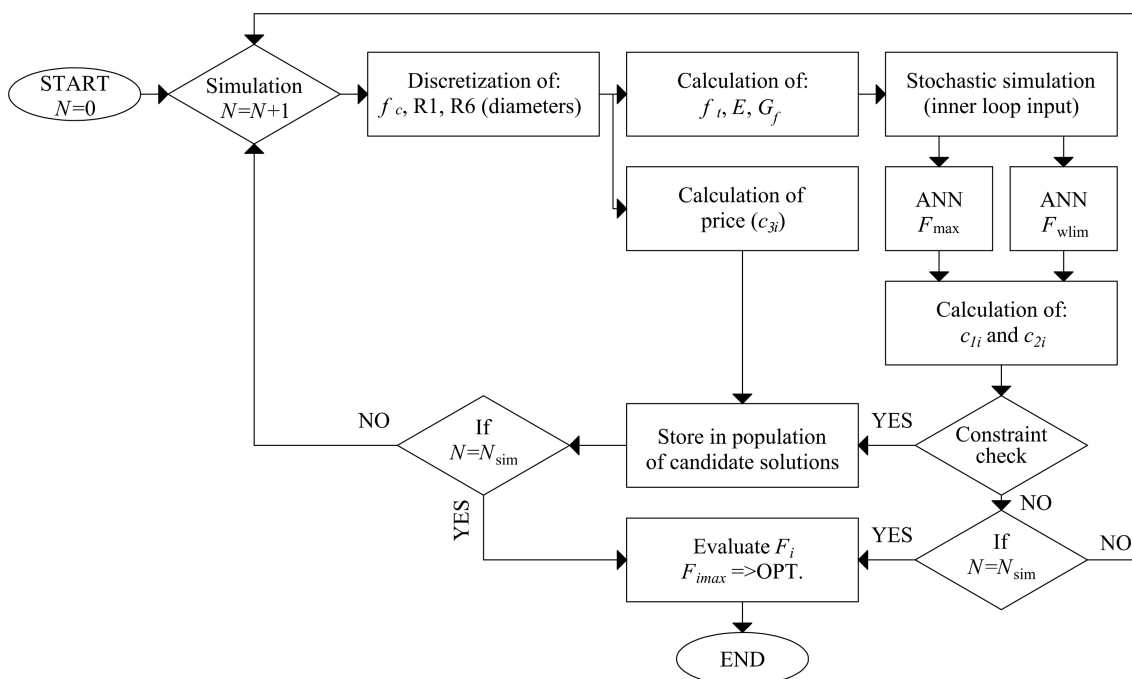 START
N=0
Simulation
N=N+1
Discretization of:
f c, R1, R6 (diameters)
Calculation of:
f t, E, Gf
Stochastic simulation
(inner loop input)
Calculation of
price (c3i)
ANN
Fmax
ANN
Fwlim
Calculation of:
c1i and c2i
NO
If
N=Nsim
YES
Store in population
of candidate solutions
YES
Constraint
check
NO
Evaluate Fi
Fimax =>OPT.
YES
If
N=Nsim
NO
END